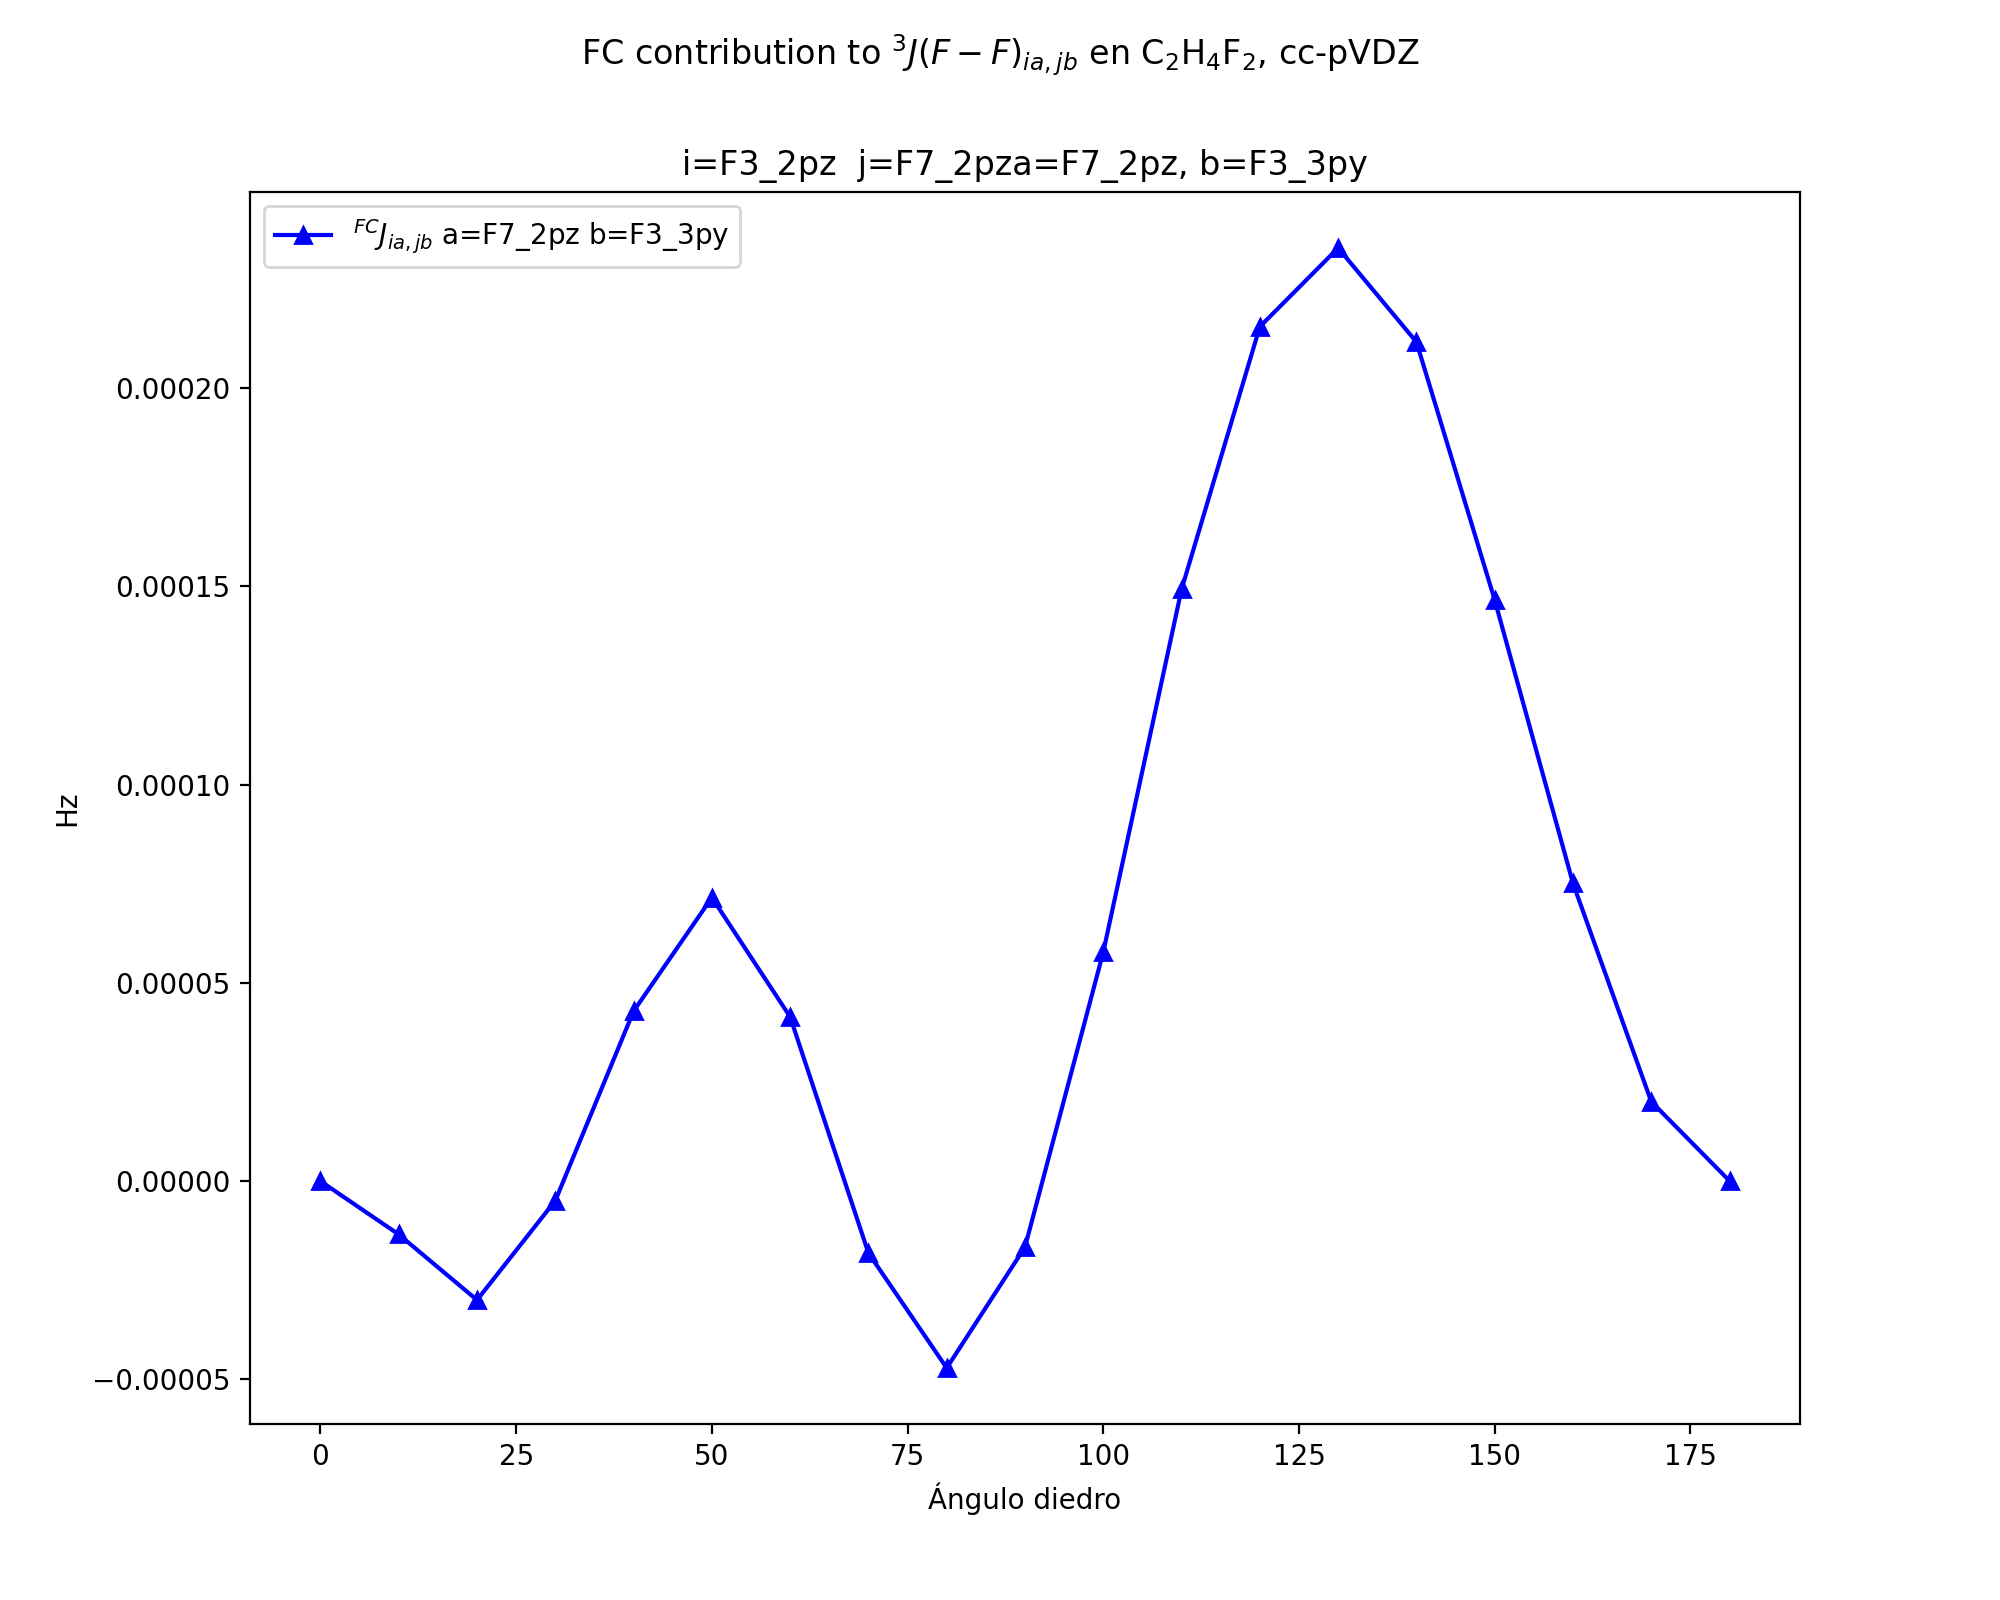 FC contribution to ³J(F − F)ᵢₐ,ⱼᵦ en C₂H₄F₂, cc-pVDZ
i=F3_2pz  j=F7_2pza=F7_2pz, b=F3_3py
FCJia,jb a=F7_2pz b=F3_3py
0.00020
0.00015
0.00010
0.00005
0.00000
−0.00005
Hz
0 25 50 75 100 125 150 175
Ángulo diedro